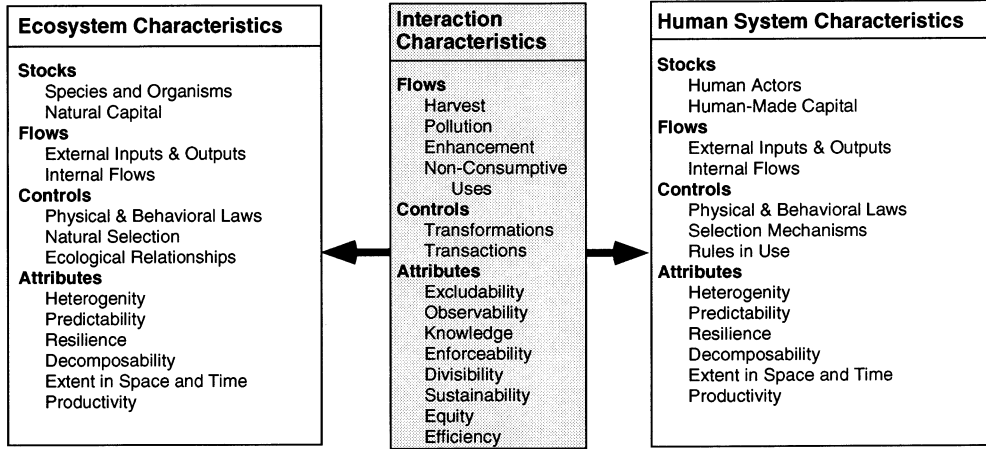 Ecosystem Characteristics
Stocks
Species and Organisms
Natural Capital
Flows
External Inputs & Outputs
Internal Flows
Controls
Physical & Behavioral Laws
Natural Selection
Ecological Relationships
Attributes
Heterogenity
Predictability
Resilience
Decomposability
Extent in Space and Time
Productivity
Interaction
Characteristics
Flows
Harvest
Pollution
Enhancement
Non-Consumptive
Uses
Controls
Transformations
Transactions
Attributes
Excludability
Observability
Knowledge
Enforceability
Divisibility
Sustainability
Equity
Efficiency
Human System Characteristics
Stocks
Human Actors
Human-Made Capital
Flows
External Inputs & Outputs
Internal Flows
Controls
Physical & Behavioral Laws
Selection Mechanisms
Rules in Use
Attributes
Heterogenity
Predictability
Resilience
Decomposability
Extent in Space and Time
Productivity